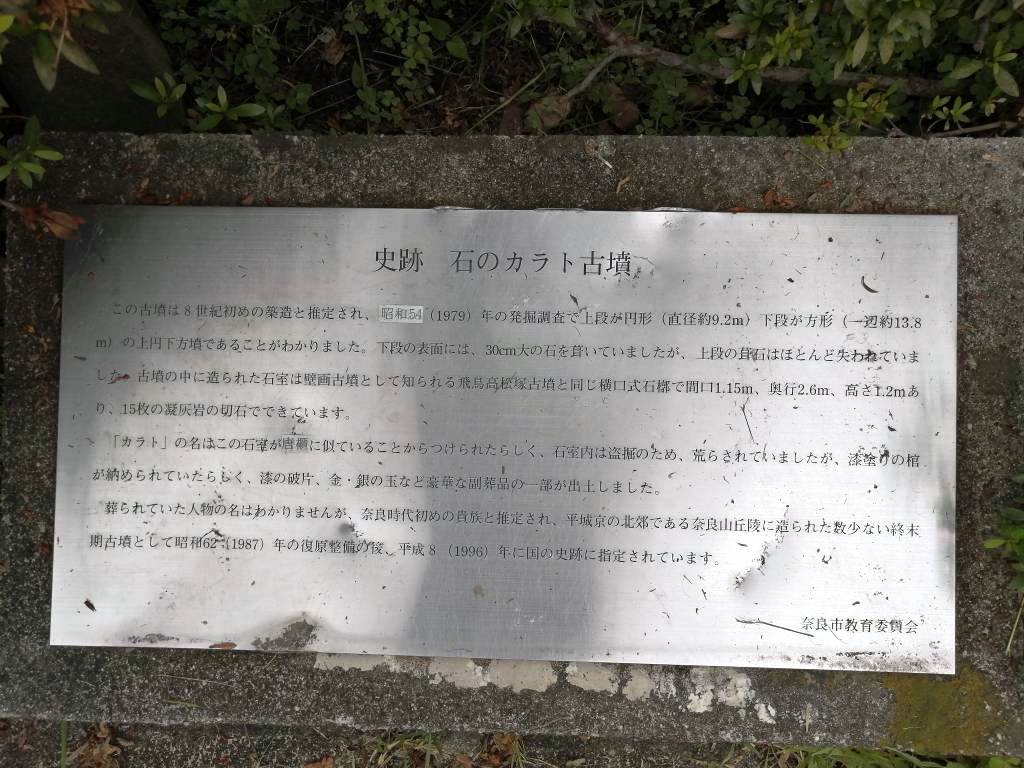 史跡　石のカラト古墳
この古墳は8世紀初めの築造と推定され、昭和54（1979）年の発掘調査で上段が円形（直径約9.2m）下段が方形（一辺約13.8
m）の上円下方墳であることがわかりました。下段の表面には、30cm大の石を葺いていましたが、上段の葺石はほとんど失われていま
した。古墳の中に造られた石室は壁画古墳として知られる飛鳥高松塚古墳と同じ横口式石槨で間口1.15m、奥行2.6m、高さ1.2mあ
り、15枚の凝灰岩の切石でできています。
「カラト」の名はこの石室が唐櫃に似ていることからつけられたらしく、石室内は盗掘のため、荒らされていましたが、漆塗りの棺
が納められていたらしく、漆の破片、金・銀の玉など豪華な副葬品の一部が出土しました。
葬られていた人物の名はわかりませんが、奈良時代初めの貴族と推定され、平城京の北郊である奈良山丘陵に造られた数少ない終末
期古墳として昭和62（1987）年の復原整備の後、平成8（1996）年に国の史跡に指定されています。
奈良市教育委員会